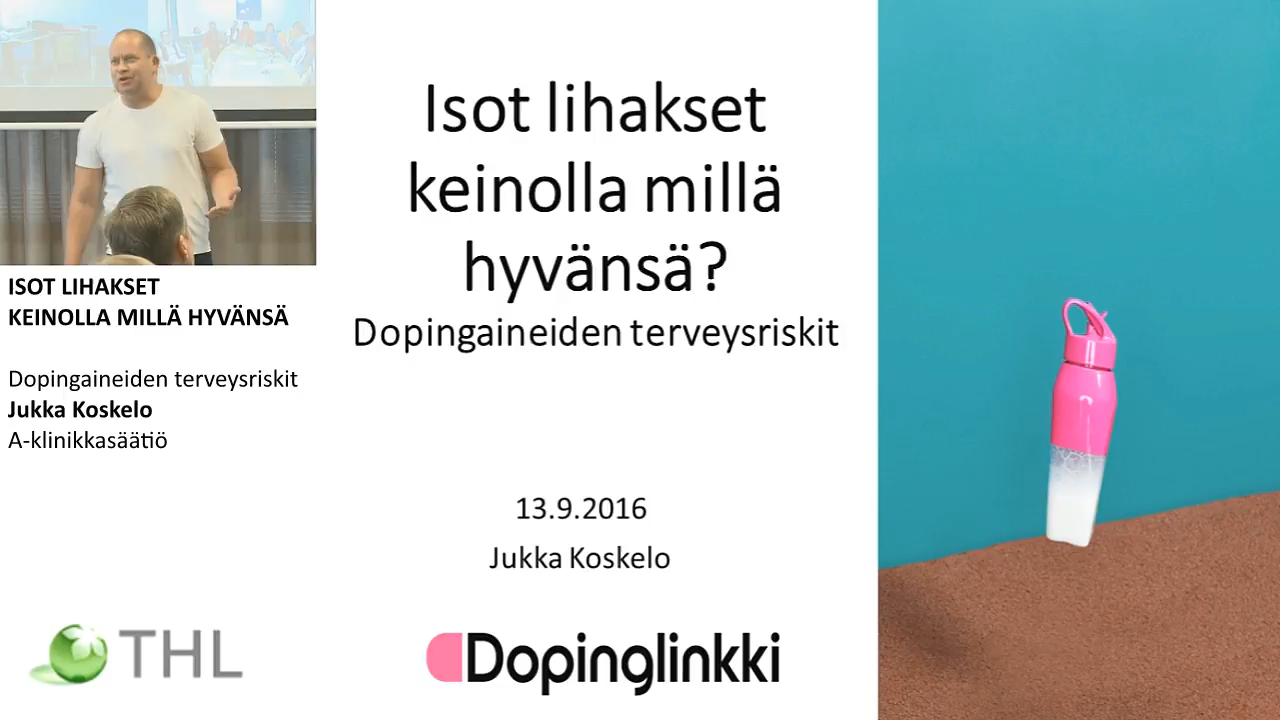 ISOT LIHAKSET
KEINOLLA MILLÄ HYVÄNSÄ
Dopingaineiden terveysriskit
Jukka Koskelo
A-klinikkasäätiö
THL
Isot lihakset
keinolla millä
hyvänsä?
Dopingaineiden terveysriskit
13.9.2016
Jukka Koskelo
Dopinglinkki